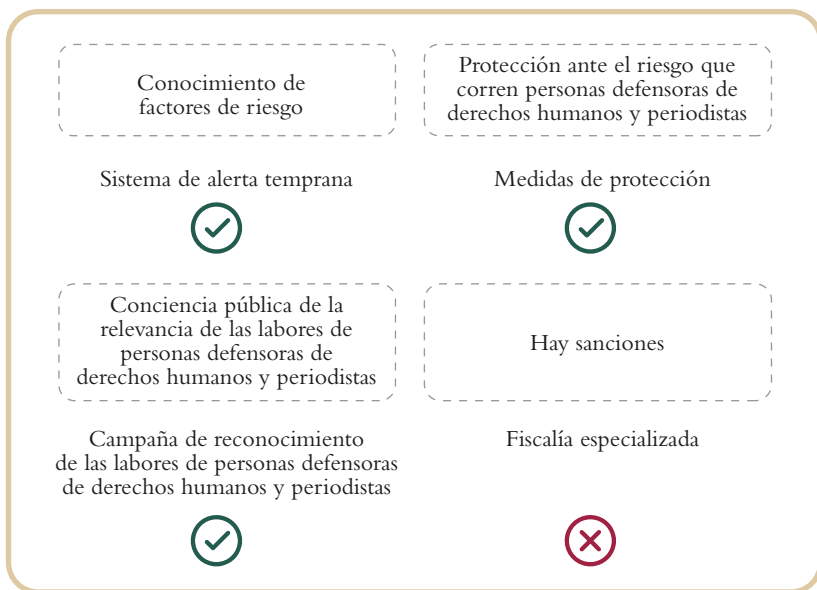 Conocimiento de
factores de riesgo
Protección ante el riesgo que
corren personas defensoras de
derechos humanos y periodistas
Sistema de alerta temprana
Medidas de protección
Conciencia pública de la
relevancia de las labores de
personas defensoras de
derechos humanos y periodistas
Hay sanciones
Campaña de reconocimiento
de las labores de personas defensoras
de derechos humanos y periodistas
Fiscalía especializada